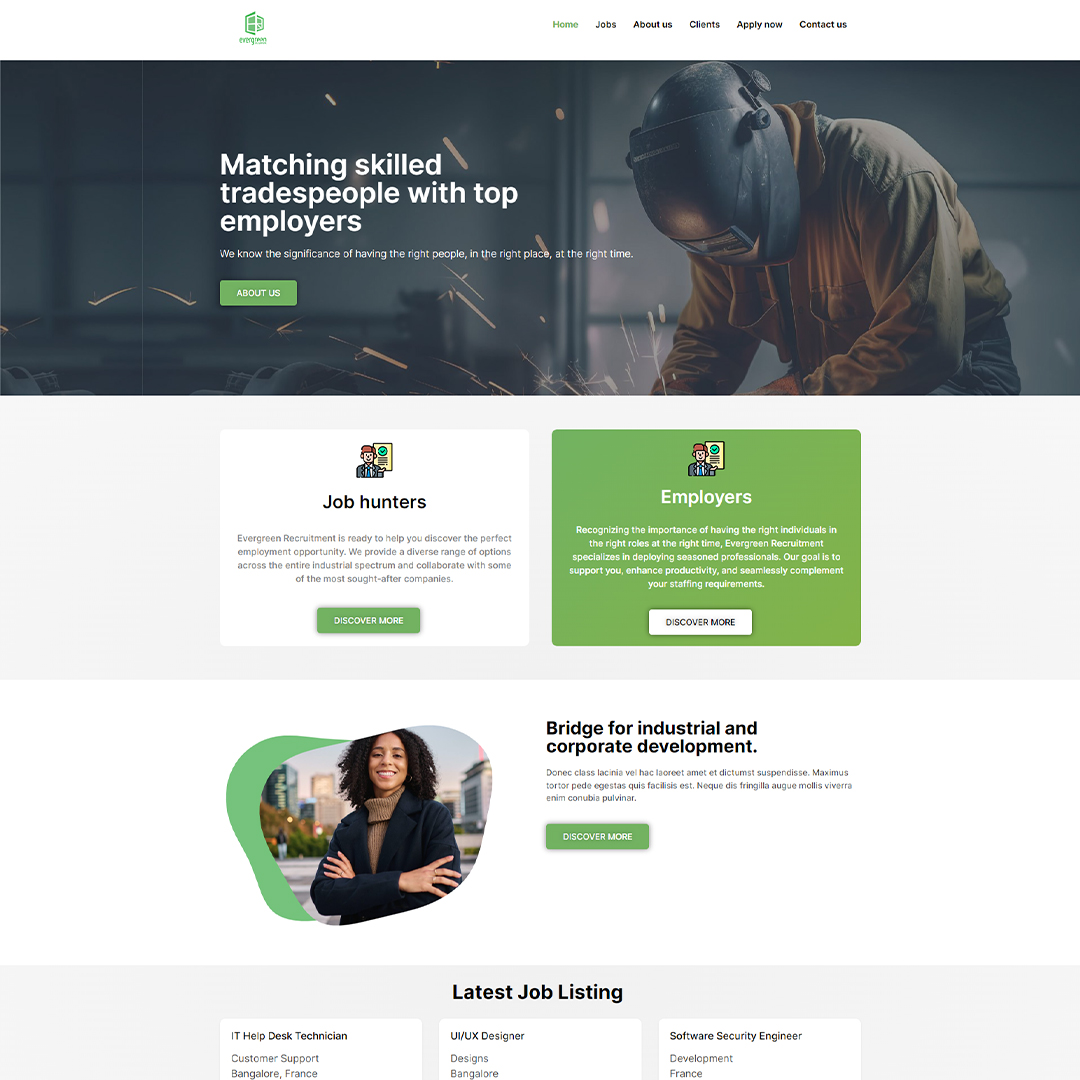 evergreen
Home Jobs About us Clients Apply now Contact us
Matching skilled
tradespeople with top
employers
We know the significance of having the right people, in the right place, at the right time.
ABOUT US
Job hunters
Evergreen Recruitment is ready to help you discover the perfect
employment opportunity. We provide a diverse range of options
across the entire industrial spectrum and collaborate with some
of the most sought-after companies.
DISCOVER MORE
Employers
Recognizing the importance of having the right individuals in
the right roles at the right time, Evergreen Recruitment
specializes in deploying seasoned professionals. Our goal is to
support you, enhance productivity, and seamlessly complement
your staffing requirements.
DISCOVER MORE
Bridge for industrial and
corporate development.
Donec class lacinia vel hac laoreet amet et dictumst suspendisse. Maximus
tortor pede egestas quis facilisis est. Neque dis fringilla augue mollis viverra
enim conubia pulvinar.
DISCOVER MORE
Latest Job Listing
IT Help Desk Technician
Customer Support
Bangalore, France
UI/UX Designer
Designs
Bangalore
Software Security Engineer
Development
France